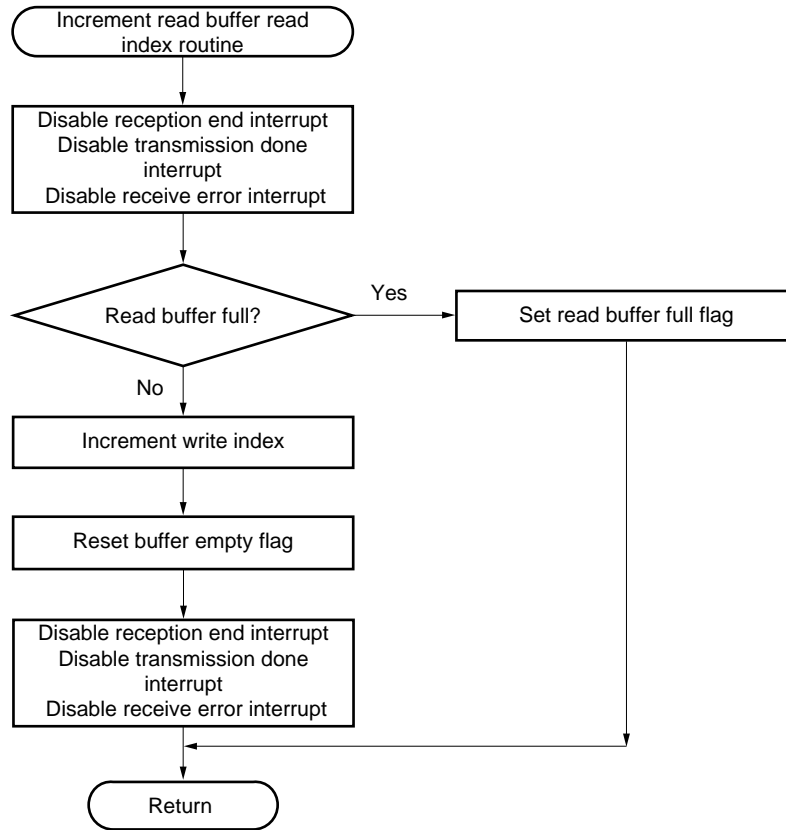 Increment read buffer read
index routine
Disable reception end interrupt
Disable transmission done
interrupt
Disable receive error interrupt
Read buffer full?
Yes
Set read buffer full flag
No
Increment write index
Reset buffer empty flag
Disable reception end interrupt
Disable transmission done
interrupt
Disable receive error interrupt
Return